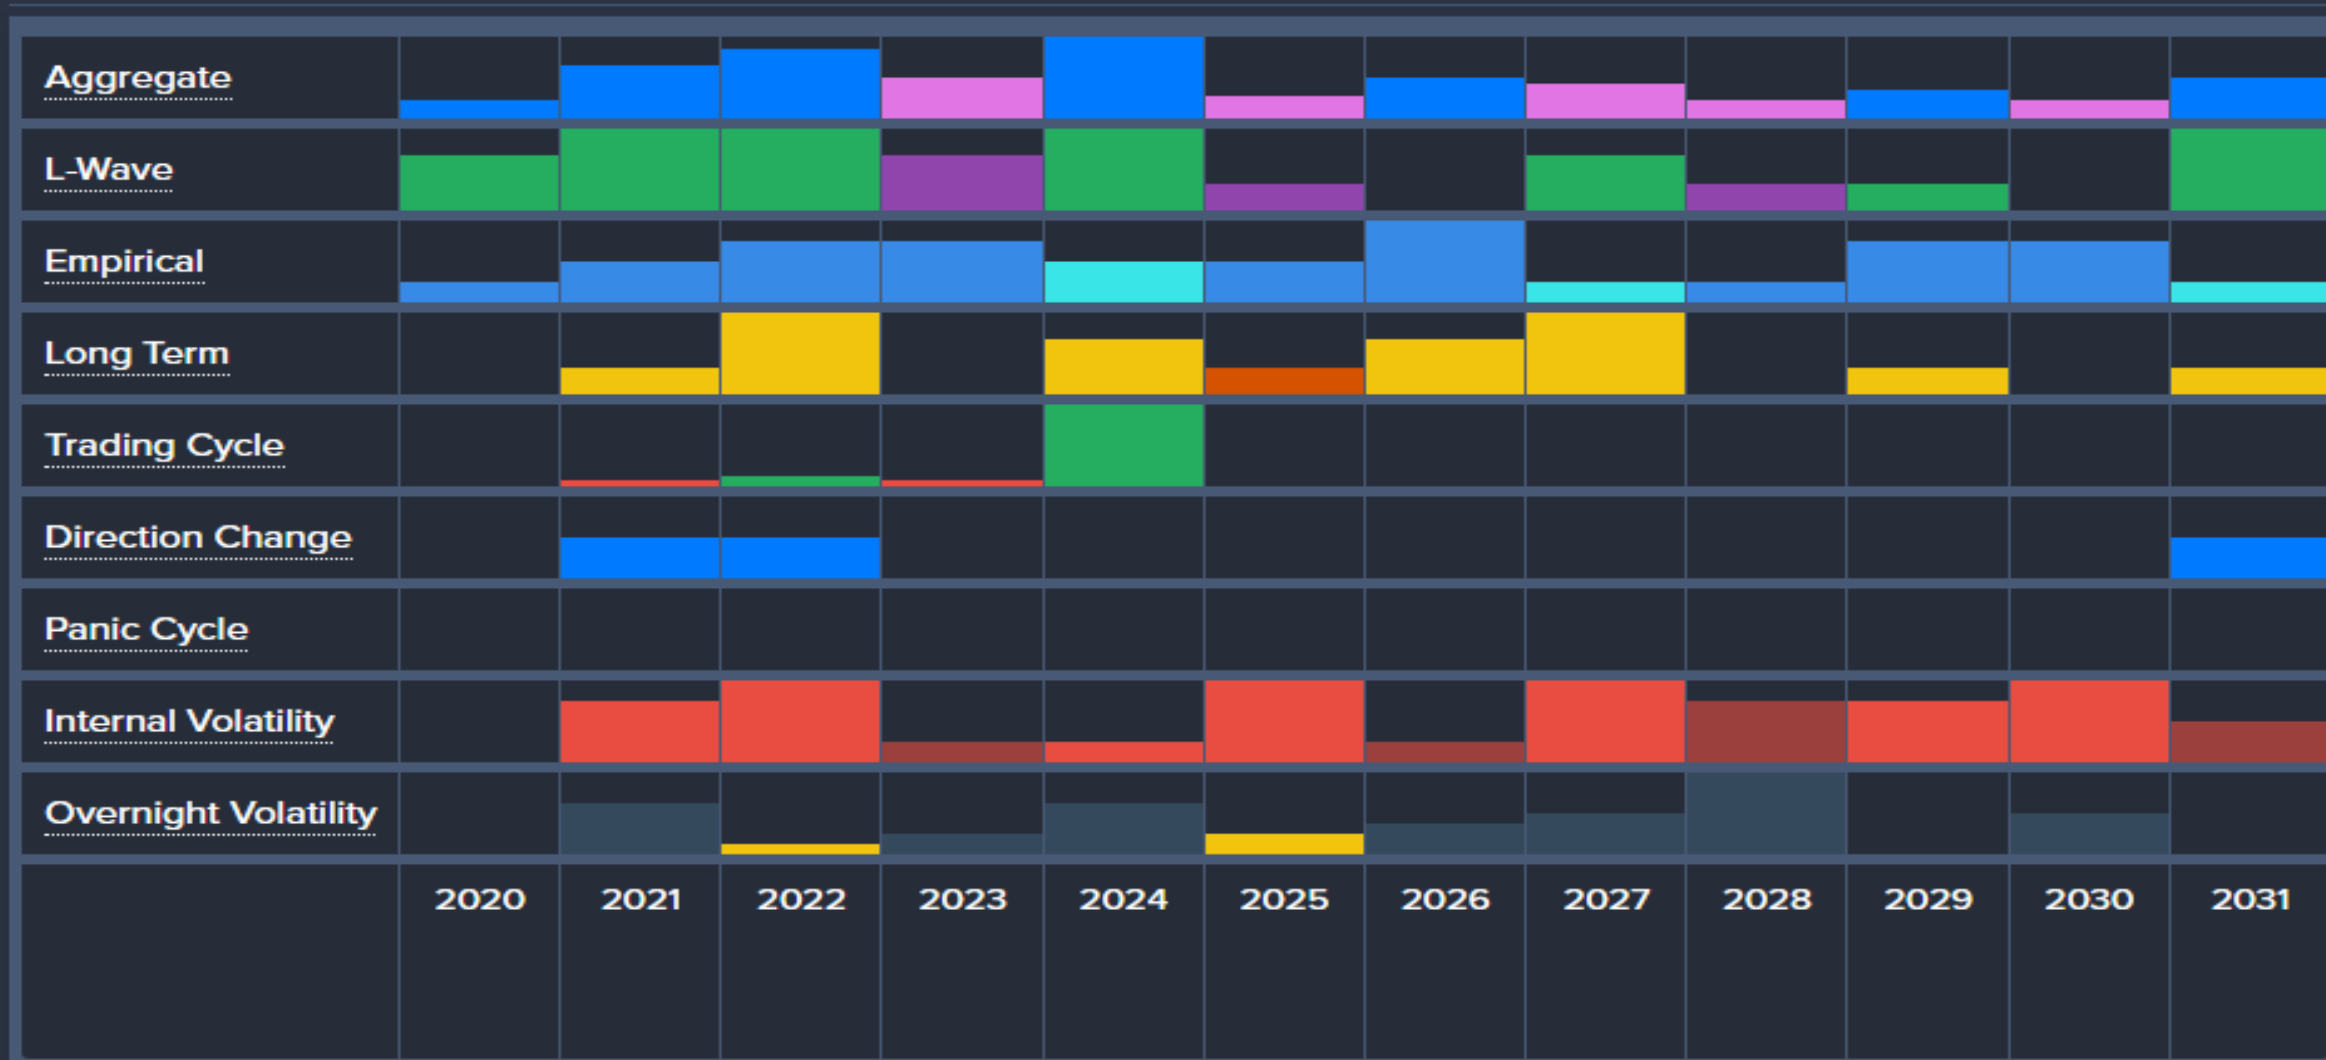 Aggregate
L-Wave
Empirical
Long Term
Trading Cycle
Direction Change
Panic Cycle
Internal Volatility
Overnight Volatility
2020 2021 2022 2023 2024 2025 2026 2027 2028 2029 2030 2031